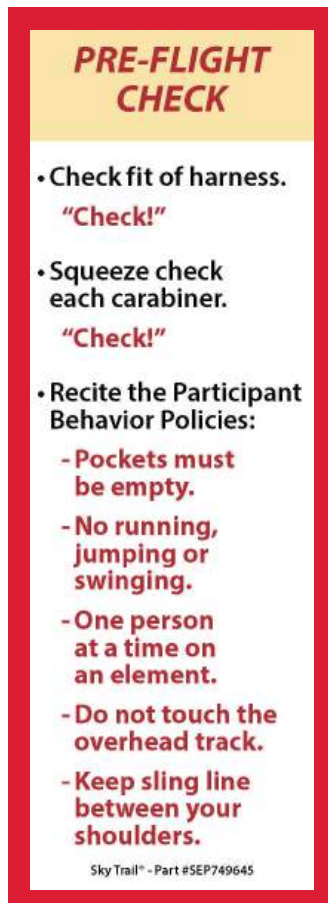 PRE-FLIGHT
CHECK
• Check fit of harness.
“Check!”
• Squeeze check
each carabiner.
“Check!”
• Recite the Participant
Behavior Policies:
- Pockets must
be empty.
- No running,
jumping or
swinging.
- One person
at a time on
an element.
- Do not touch the
overhead track.
- Keep sling line
between your
shoulders.
Sky Trail® - Part #SEP749645